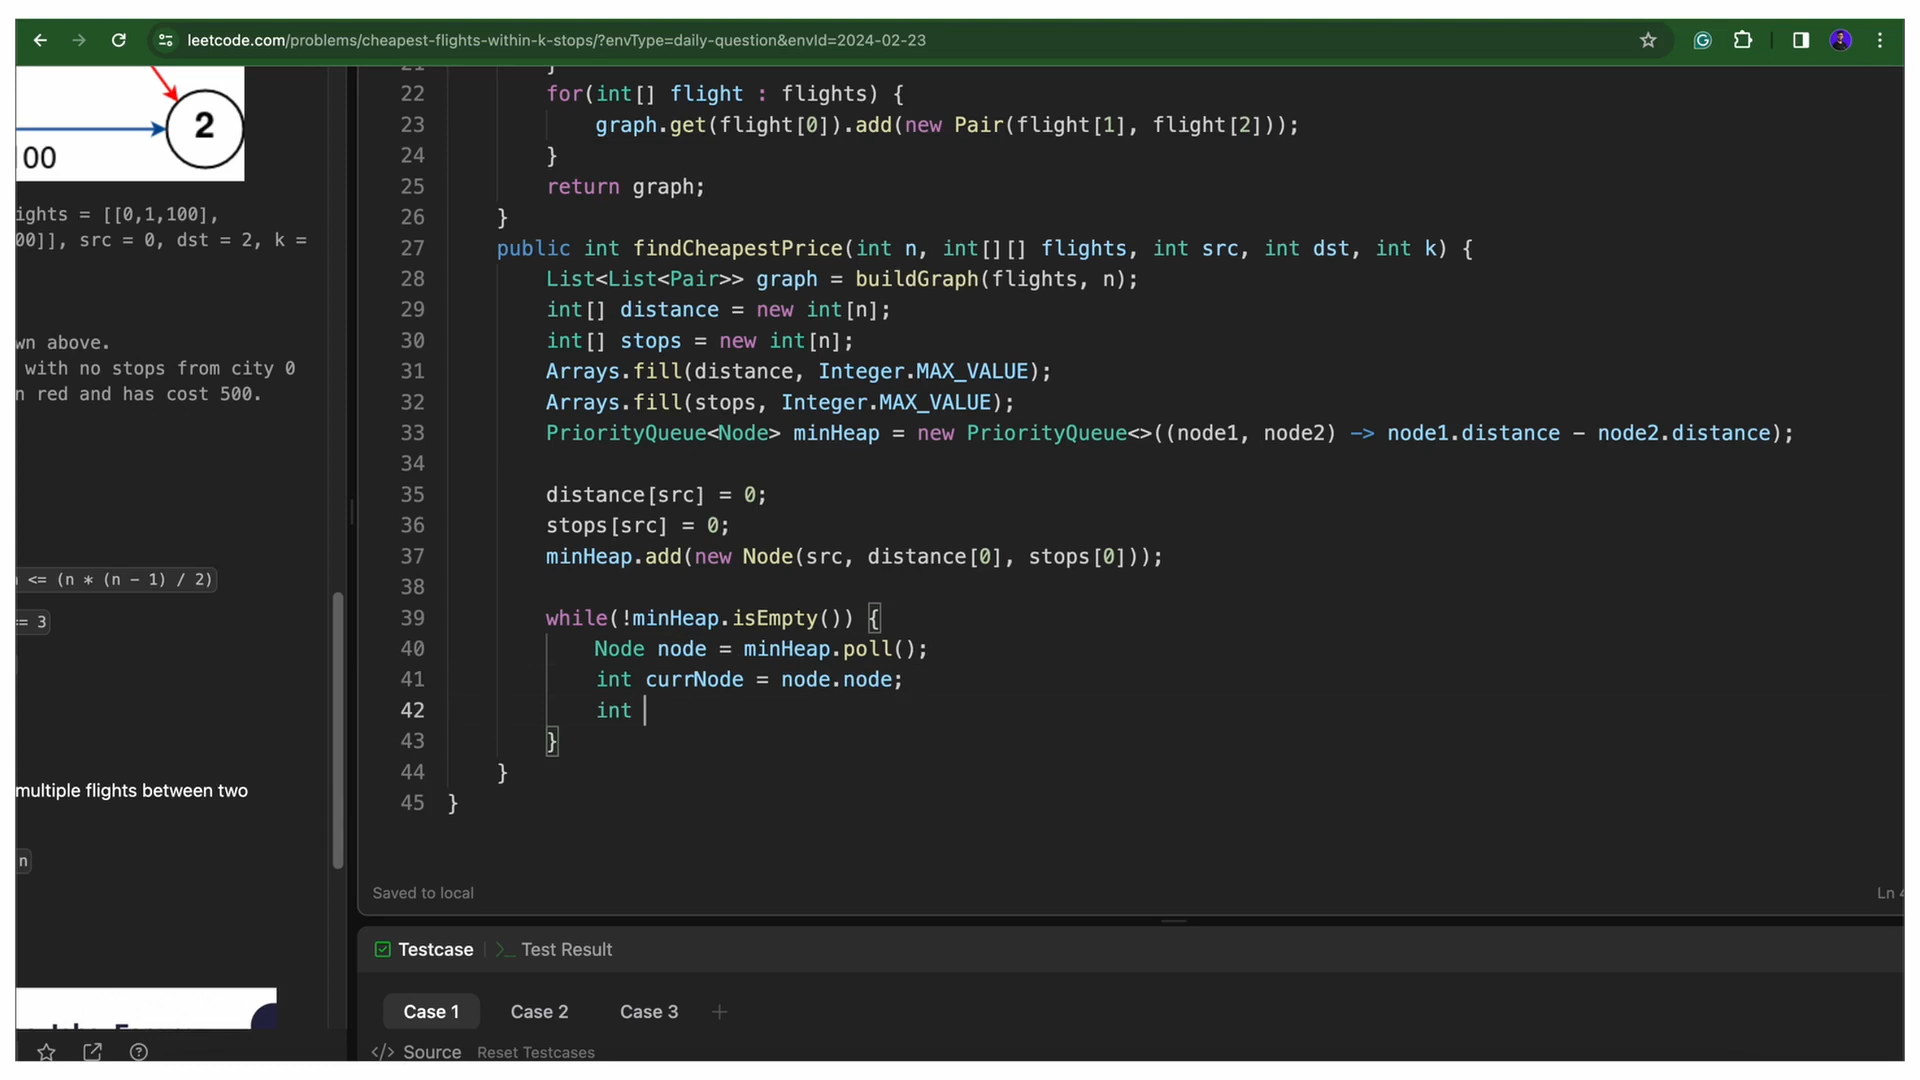 leetcode.com/problems/cheapest-flights-within-k-stops/?envType=daily-question&envId=2024-02-23
2
00
ights = [[0,1,100],
00]], src = 0, dst = 2, k =
wn above.
with no stops from city 0
n red and has cost 500.
<= (n * (n - 1) / 2)
== 3
multiple flights between two
n
21 }
22 for(int[] flight : flights) {
23 graph.get(flight[0]).add(new Pair(flight[1], flight[2]));
24 }
25 return graph;
26 }
27 public int findCheapestPrice(int n, int[][] flights, int src, int dst, int k) {
28 List<List<Pair>> graph = buildGraph(flights, n);
29 int[] distance = new int[n];
30 int[] stops = new int[n];
31 Arrays.fill(distance, Integer.MAX_VALUE);
32 Arrays.fill(stops, Integer.MAX_VALUE);
33 PriorityQueue<Node> minHeap = new PriorityQueue<>((node1, node2) -> node1.distance - node2.distance);
34
35 distance[src] = 0;
36 stops[src] = 0;
37 minHeap.add(new Node(src, distance[0], stops[0]));
38
39 while(!minHeap.isEmpty()) {
40 Node node = minHeap.poll();
41 int currNode = node.node;
42 int
43 }
44 }
45 }
Saved to local
Ln 4
Testcase
Test Result
Case 1 Case 2 Case 3 +
</> Source Reset Testcases